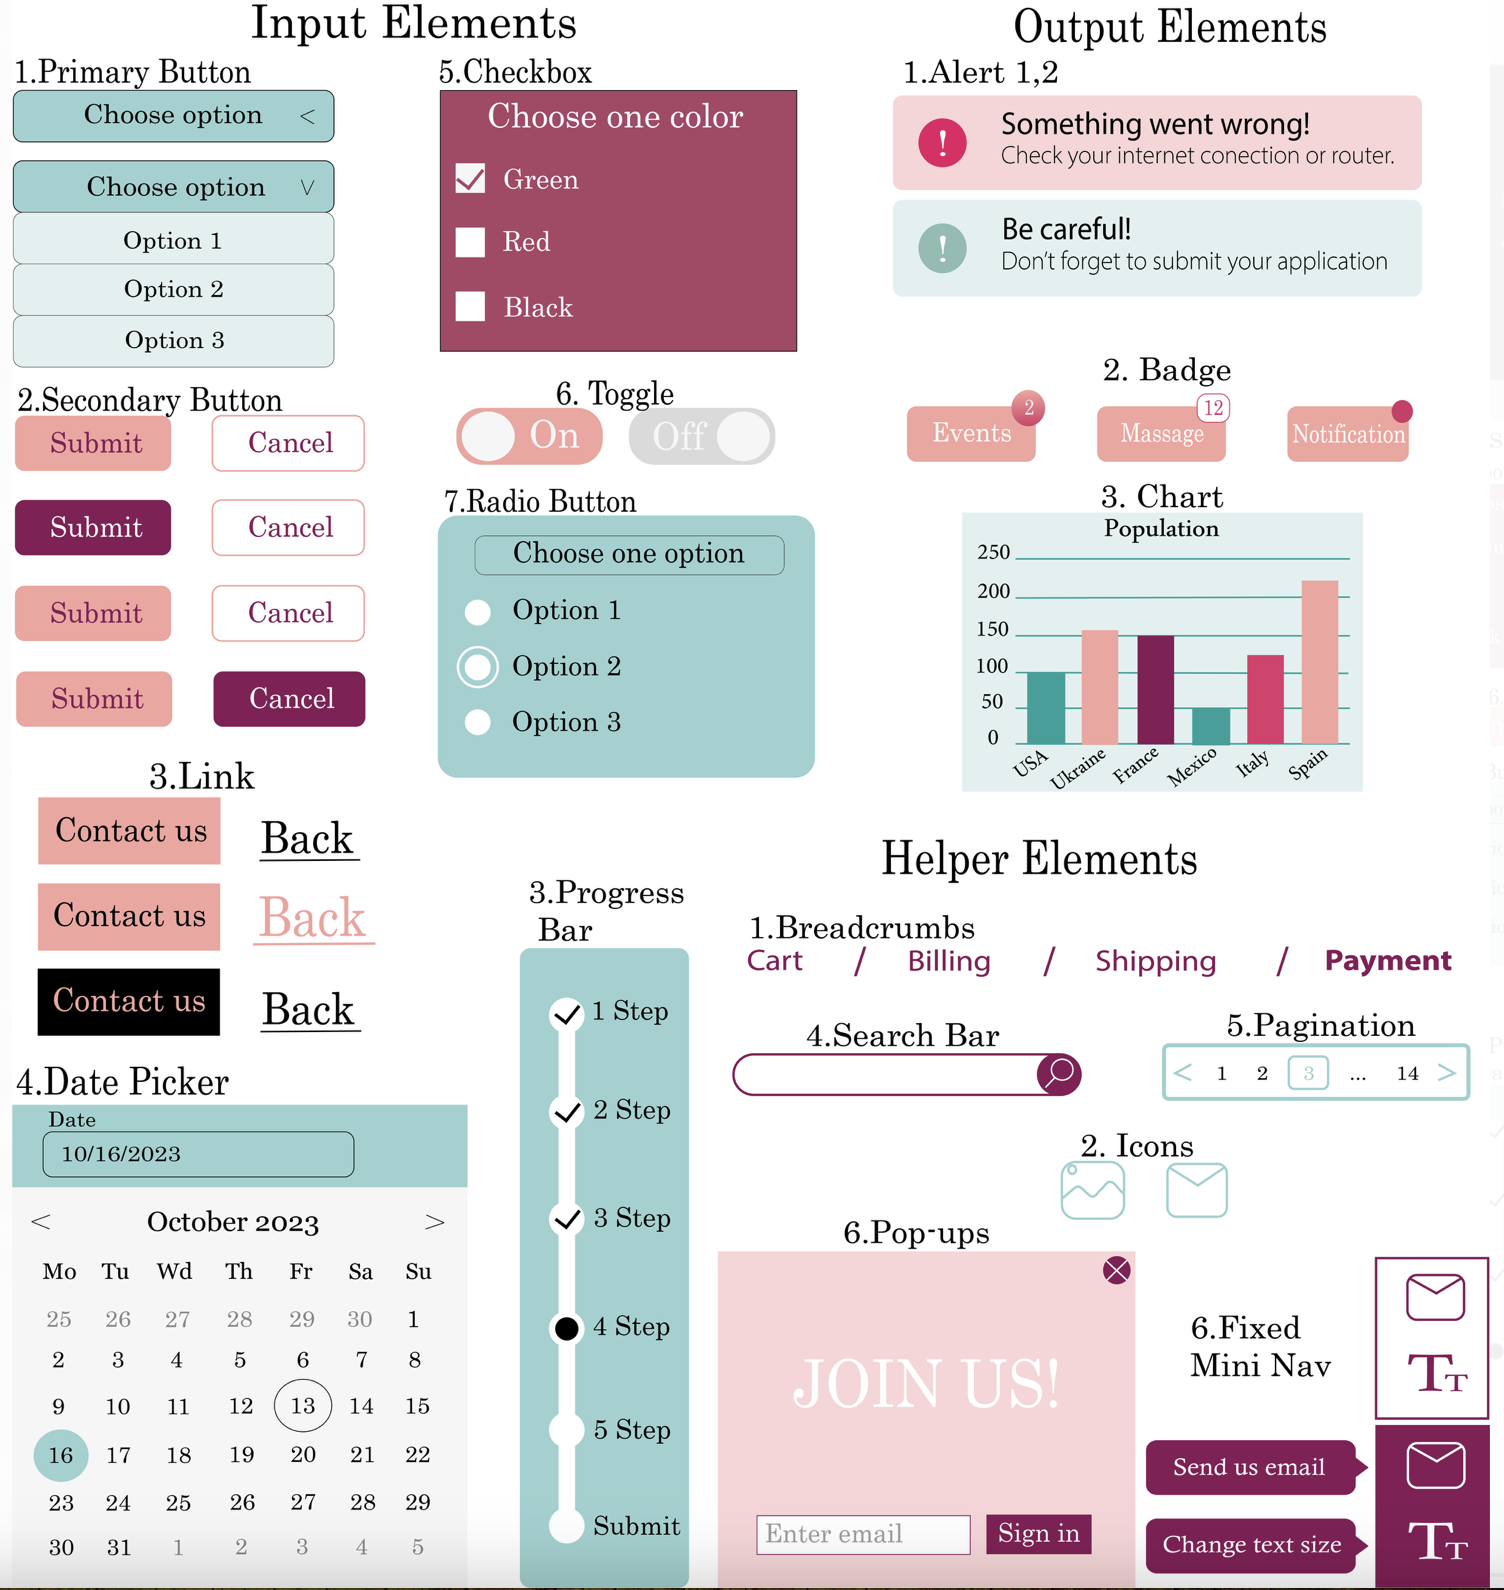 Input Elements
1.Primary Button
Choose option <
Choose option V
Option 1
Option 2
Option 3
2.Secondary Button
Submit Cancel
Submit Cancel
Submit Cancel
Submit Cancel
3.Link
Contact us Back
Contact us Back
Contact us Back
4.Date Picker
Date
10/16/2023
< October 2023 >
Mo Tu Wd Th Fr Sa Su
25 26 27 28 29 30 1
2 3 4 5 6 7 8
9 10 11 12 13 14 15
16 17 18 19 20 21 22
23 24 25 26 27 28 29
30 31 1 2 3 4 5
5.Checkbox
Choose one color
Green
Red
Black
6. Toggle
On Off
7.Radio Button
Choose one option
Option 1
Option 2
Option 3
Output Elements
1.Alert 1,2
! Something went wrong!
Check your internet conection or router.
! Be careful!
Don't forget to submit your application
2. Badge
Events 2
Massage 12
Notification
3. Chart
Population
250
200
150
100
50
0
USA Ukraine France Mexico Italy Spain
3.Progress
Bar
1 Step
2 Step
3 Step
4 Step
5 Step
Submit
Helper Elements
1.Breadcrumbs
Cart / Billing / Shipping / Payment
4.Search Bar
5.Pagination
< 1 2 3 ... 14 >
2. Icons
6.Pop-ups
JOIN US!
Enter email Sign in
6.Fixed
Mini Nav
TT
Send us email
Change text size TT